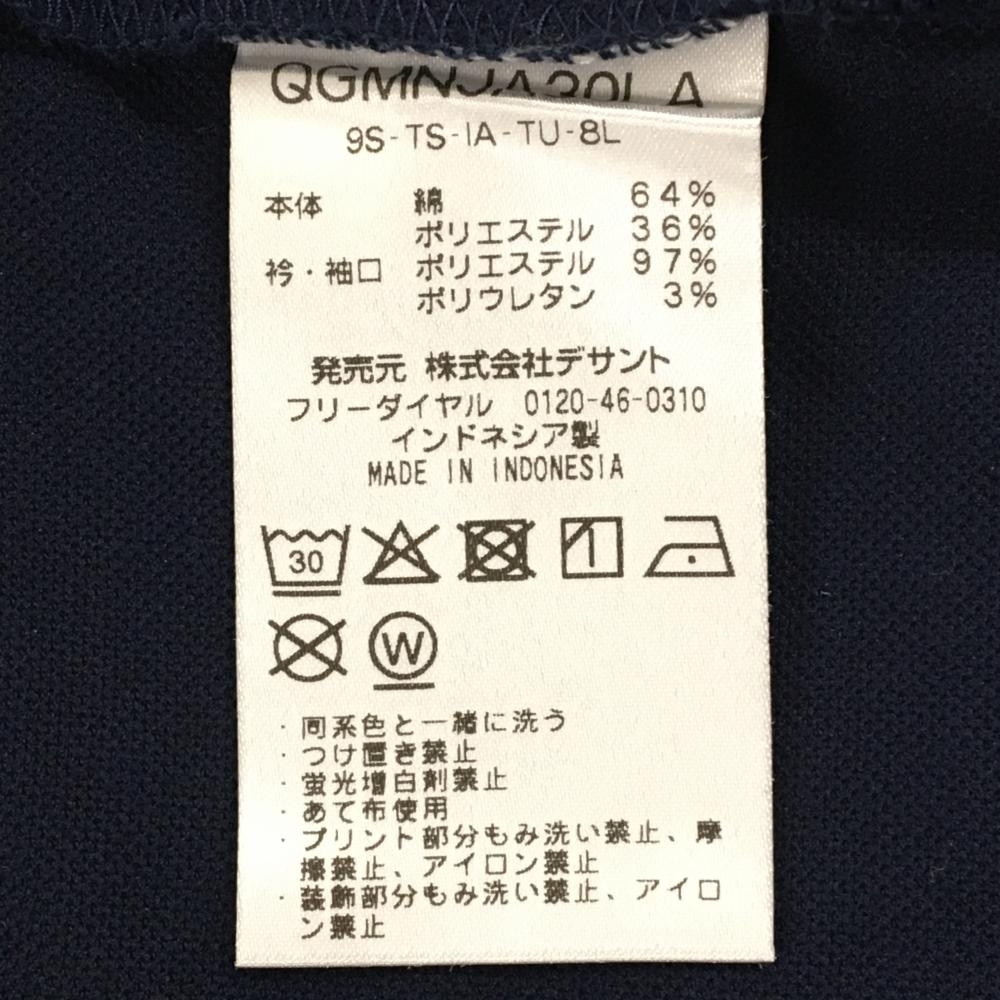 QGMNJA30LA
9S-TS-IA-TU-8L
本体 綿 64%
ポリエステル 36%
衿・袖口 ポリエステル 97%
ポリウレタン 3%
発売元 株式会社デサント
フリーダイヤル 0120-46-0310
インドネシア製
MADE IN INDONESIA
30
W
・同系色と一緒に洗う
・つけ置き禁止
・蛍光増白剤禁止
・あて布使用
・プリント部分もみ洗い禁止、摩
擦禁止、アイロン禁止
・装飾部分もみ洗い禁止、アイロ
ン禁止